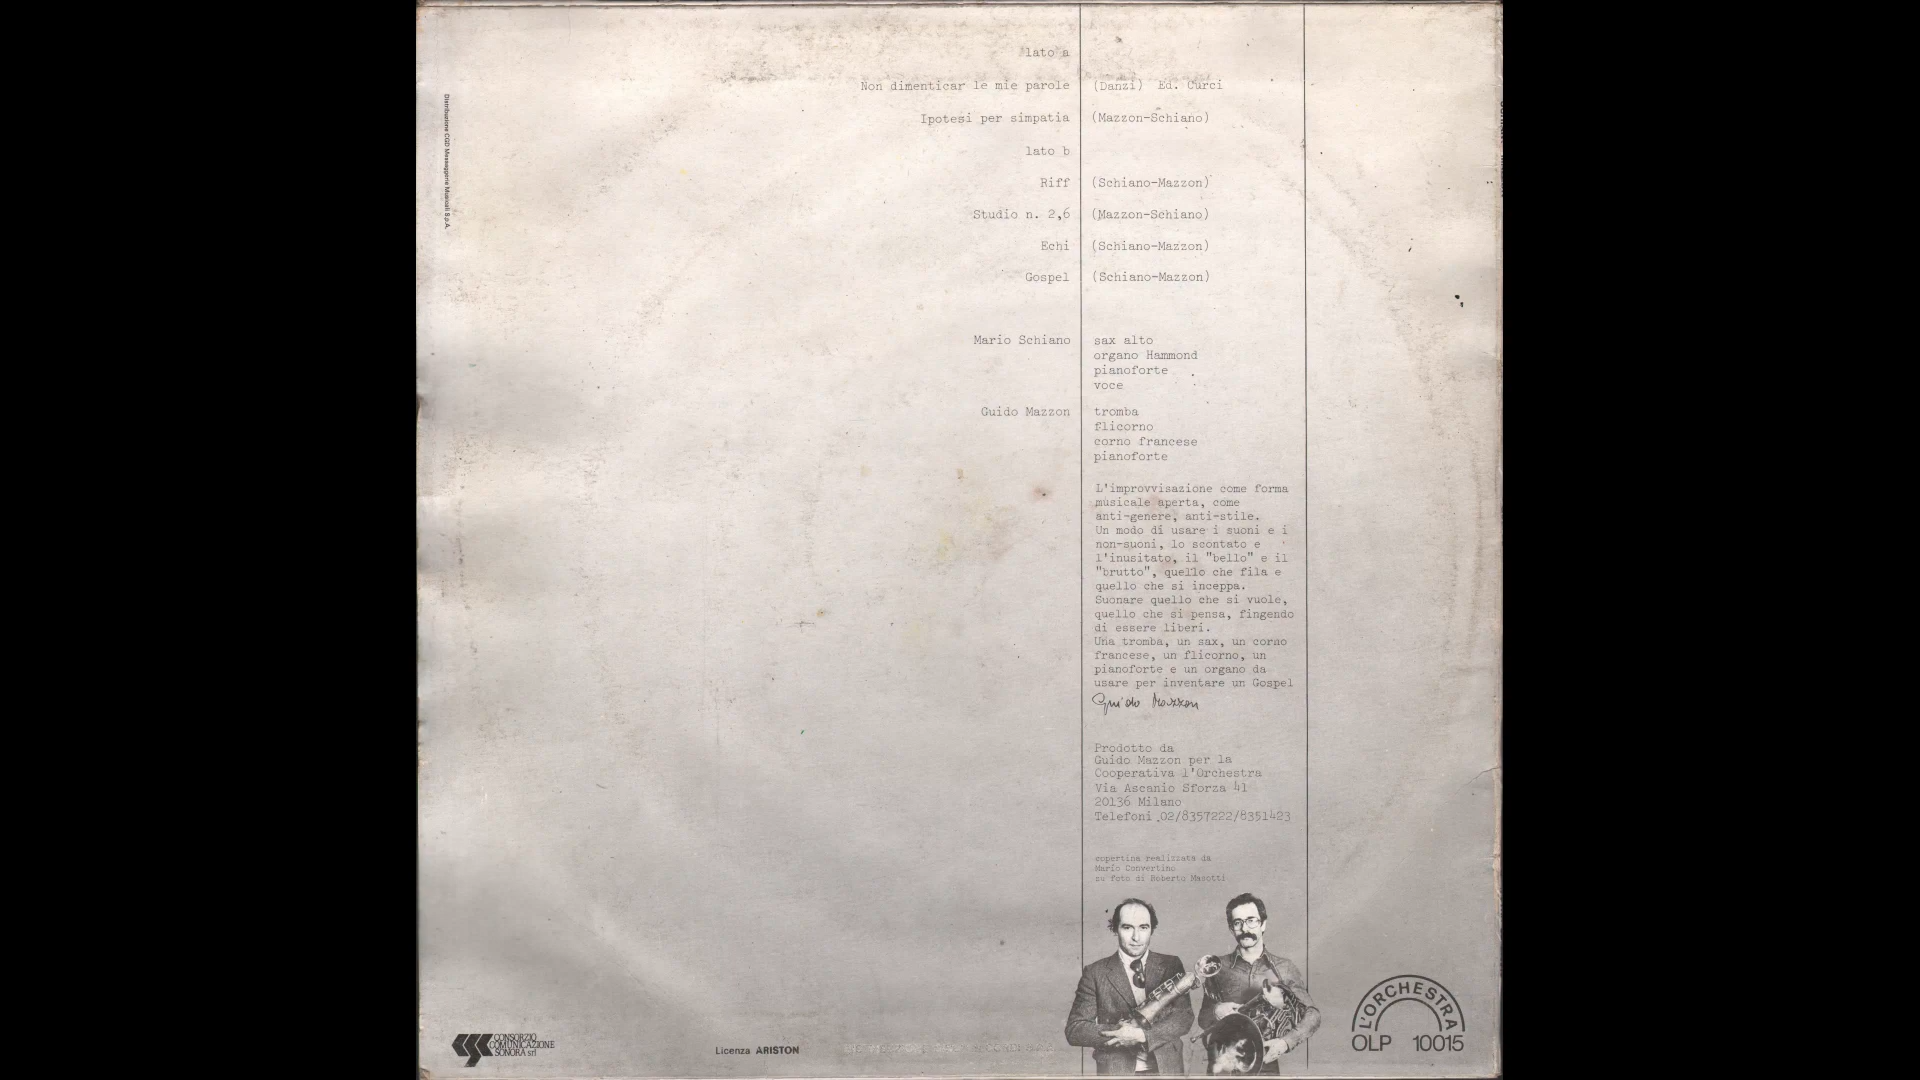 lato a
Non dimenticar le mie parole (Danzi) Ed. Curci
Ipotesi per simpatia (Mazzon-Schiano)
lato b
Riff (Schiano-Mazzon)
Studio n. 2,6 (Mazzon-Schiano)
Echi (Schiano-Mazzon)
Gospel (Schiano-Mazzon)
Mario Schiano sax alto
organo Hammond
pianoforte
voce
Guido Mazzon tromba
flicorno
corno francese
pianoforte
L'improvvisazione come forma
musicale aperta, come
anti-genere, anti-stile.
Un modo di usare i suoni e i
non-suoni, lo scontato e
l'inusitato, il "bello" e il
"brutto", quello che fila e
quello che si inceppa.
Suonare quello che si vuole,
quello che si pensa, fingendo
di essere liberi.
Una tromba, un sax, un corno
francese, un flicorno, un
pianoforte e un organo da
usare per inventare un Gospel
Guido Mazzon
Prodotto da
Guido Mazzon per la
Cooperativa l'Orchestra
Via Ascanio Sforza 41
20136 Milano
Telefoni 02/8357222/8351423
copertina realizzata da
Mario Convertino
su foto di Roberto Masotti
Distribuzione CGD Messaggerie Musicali S.p.A.
CONSORZIO
COMUNICAZIONE
SONORA srl
Licenza ARISTON
L'ORCHESTRA
OLP 10015